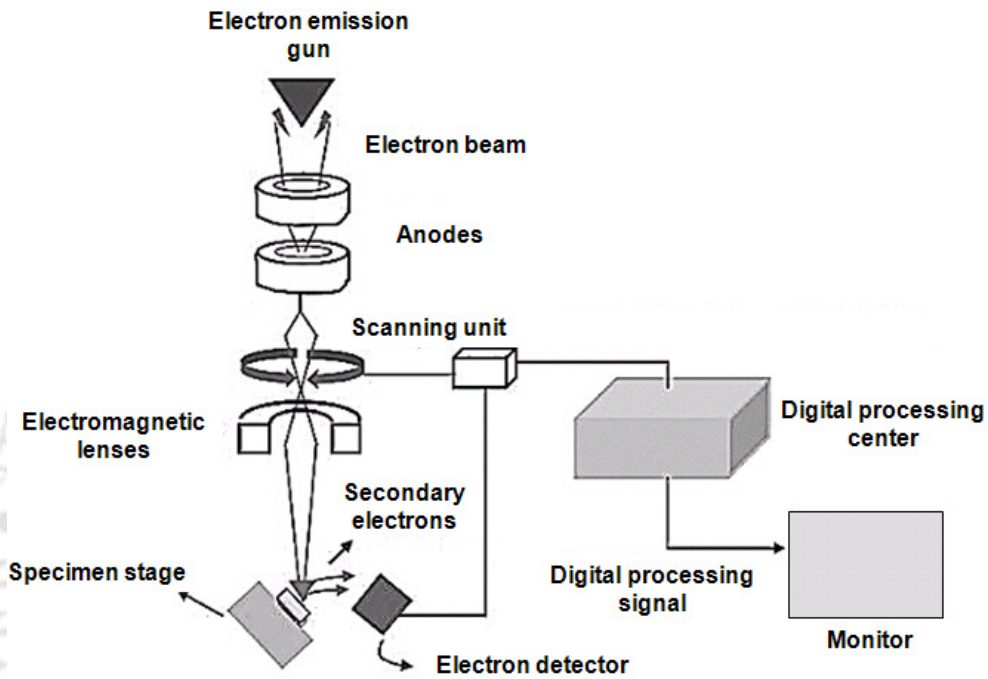 Electron emission
gun
Electron beam
Anodes
Scanning unit
Electromagnetic
lenses
Digital processing
center
Secondary
electrons
Specimen stage
Digital processing
signal
Monitor
Electron detector